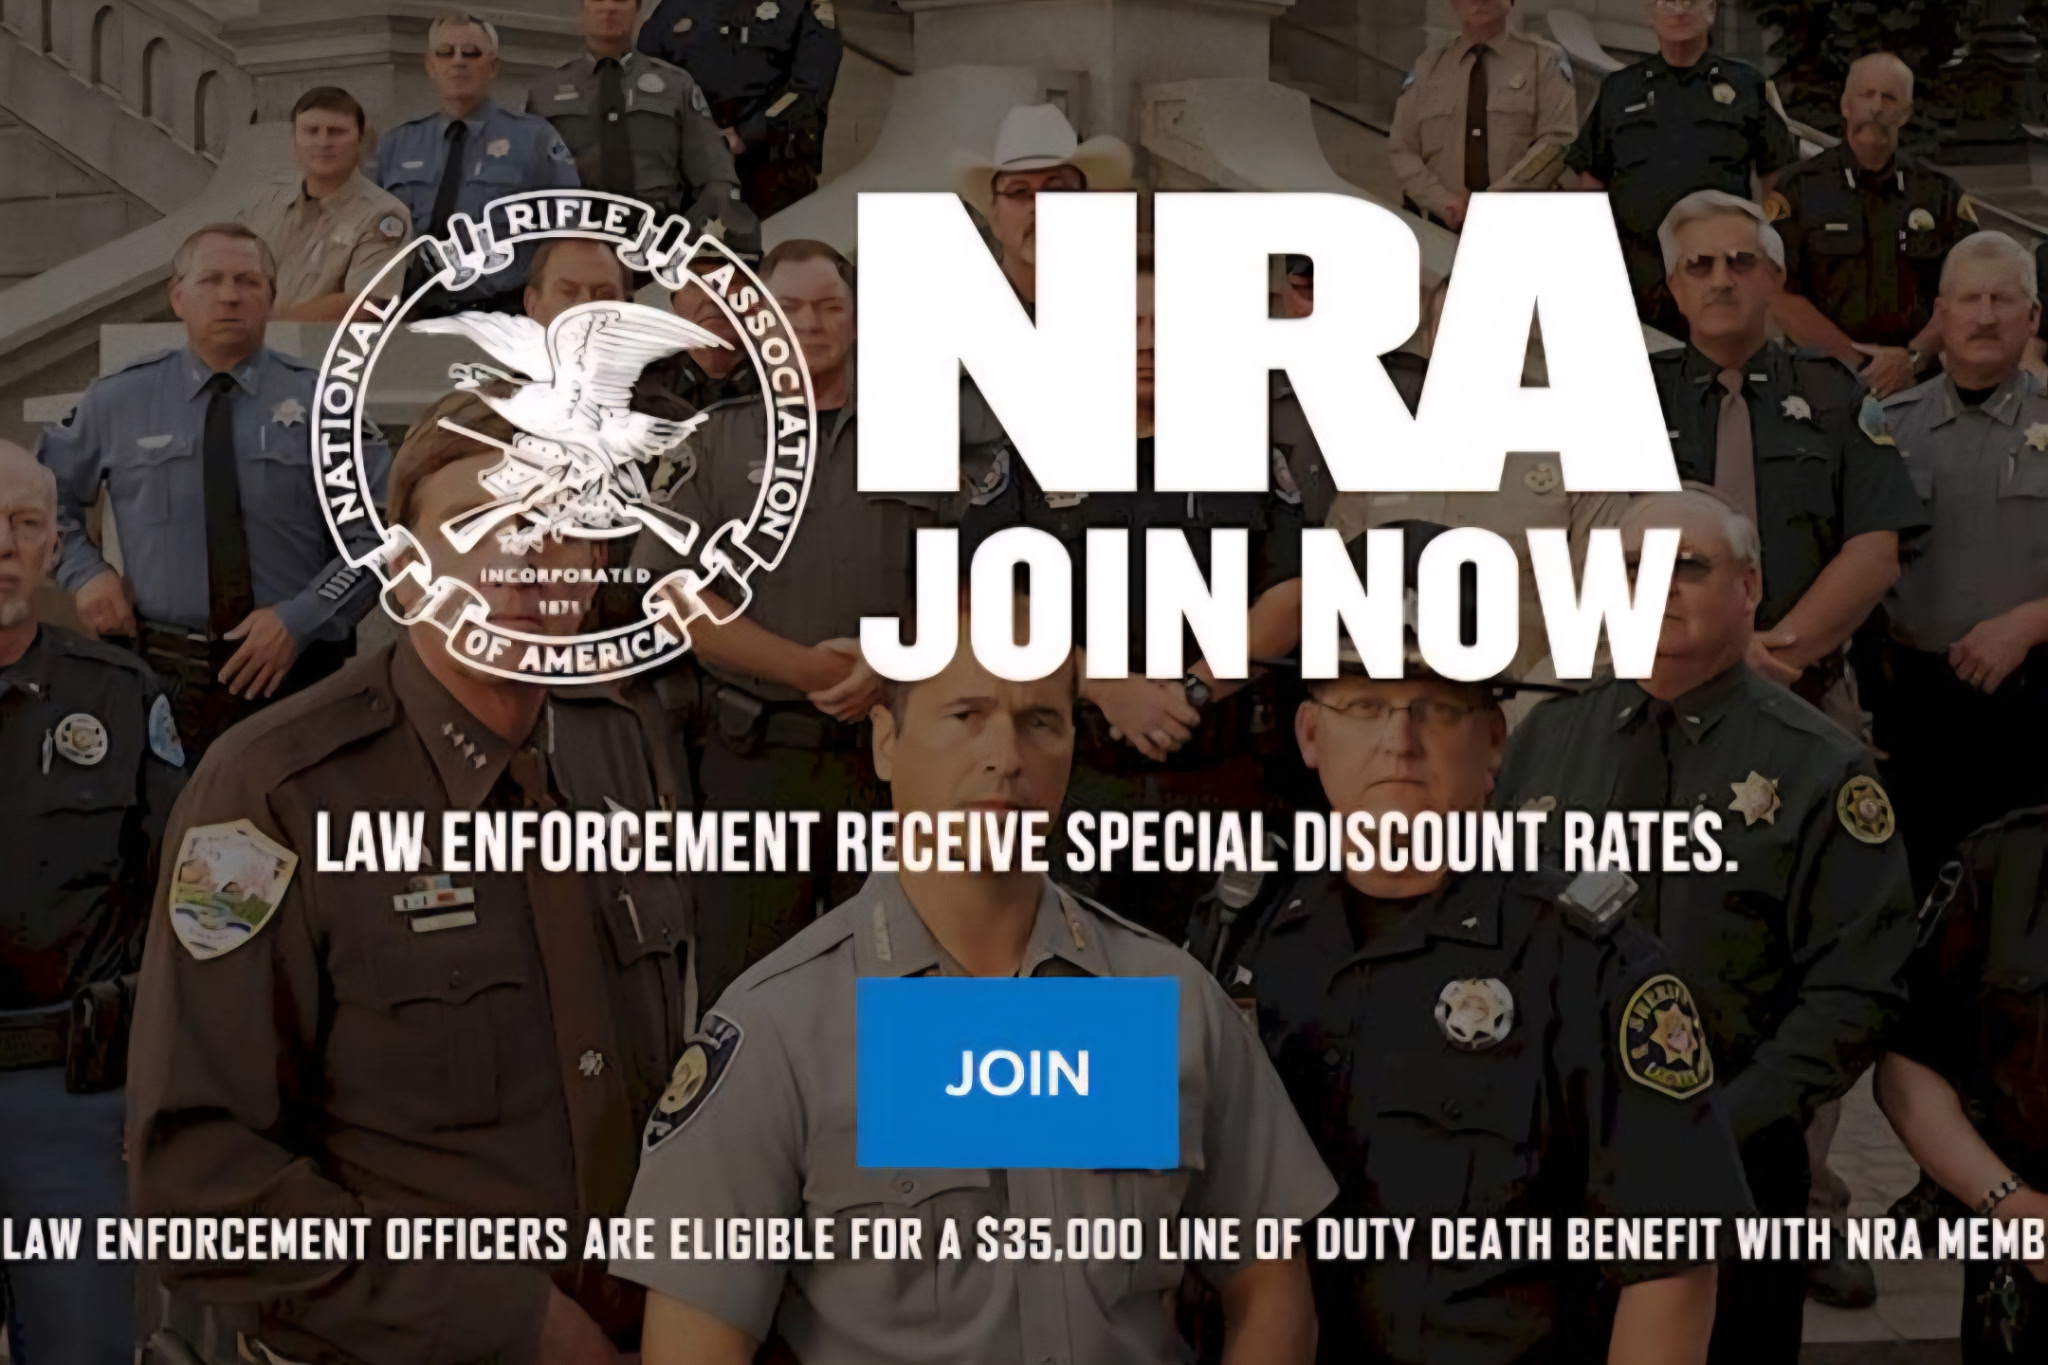 NATIONAL RIFLE ASSOCIATION
INCORPORATED
1871
OF AMERICA
NRA
JOIN NOW
LAW ENFORCEMENT RECEIVE SPECIAL DISCOUNT RATES.
JOIN
LAW ENFORCEMENT OFFICERS ARE ELIGIBLE FOR A $35,000 LINE OF DUTY DEATH BENEFIT WITH NRA MEMB
SHERIFF